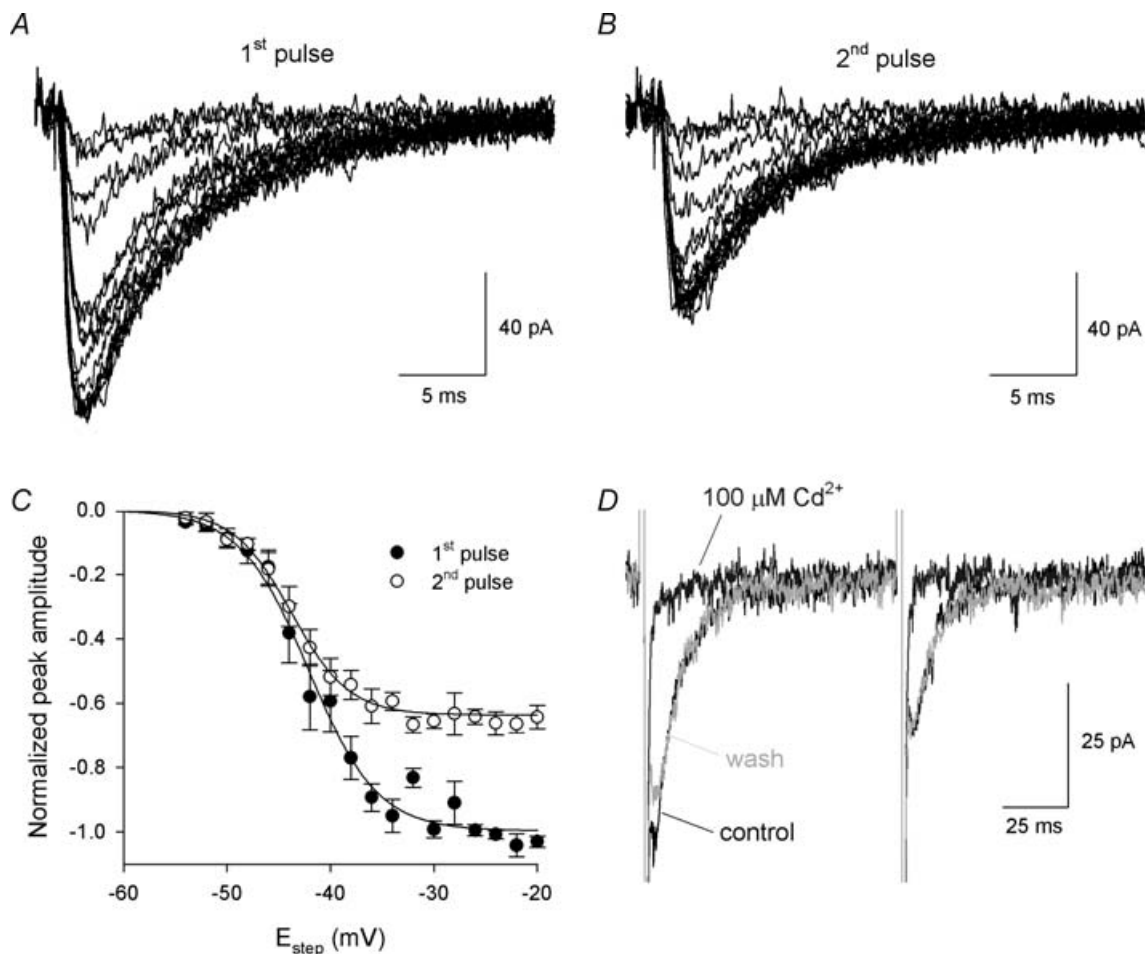 A
1st pulse
40 pA
5 ms
B
2nd pulse
40 pA
5 ms
C
Normalized peak amplitude
0.0
-0.2
-0.4
-0.6
-0.8
-1.0
1st pulse
2nd pulse
-60
-50
-40
-30
-20
Estep (mV)
D
100 μM Cd2+
wash
control
25 pA
25 ms